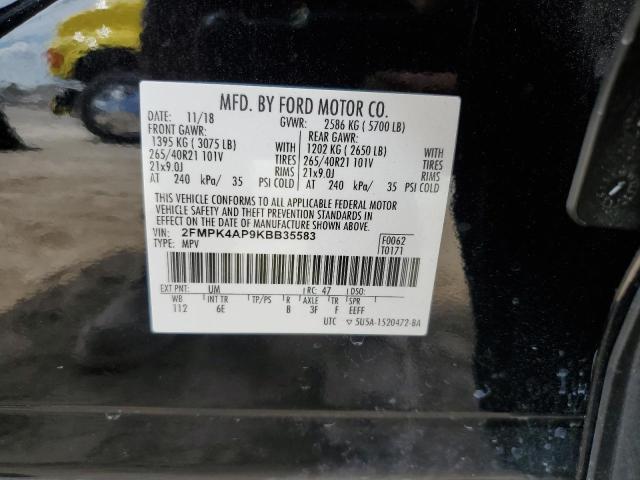 MFD. BY FORD MOTOR CO.
DATE: 11/18 GVWR: 2586 KG ( 5700 LB)
FRONT GAWR: REAR GAWR:
1395 KG ( 3075 LB) WITH 1202 KG ( 2650 LB) WITH
265/40R21 101V TIRES 265/40R21 101V TIRES
21x9.0J RIMS 21x9.0J RIMS
AT 240 kPa/ 35 PSI COLD AT 240 kPa/ 35 PSI COLD
THIS VEHICLE CONFORMS TO ALL APPLICABLE FEDERAL MOTOR
VEHICLE SAFETY AND THEFT PREVENTION STANDARDS IN
EFFECT ON THE DATE OF MANUFACTURE SHOWN ABOVE.
VIN: 2FMPK4AP9KBB35583 F0062
TYPE: MPV T0171
EXT PNT: UM RC: 47 DSO:
WB INT TR TP/PS R AXLE TR SPR
112 6E B 3F F EEFF
UTC ▽ 5U5A-1520472-BA